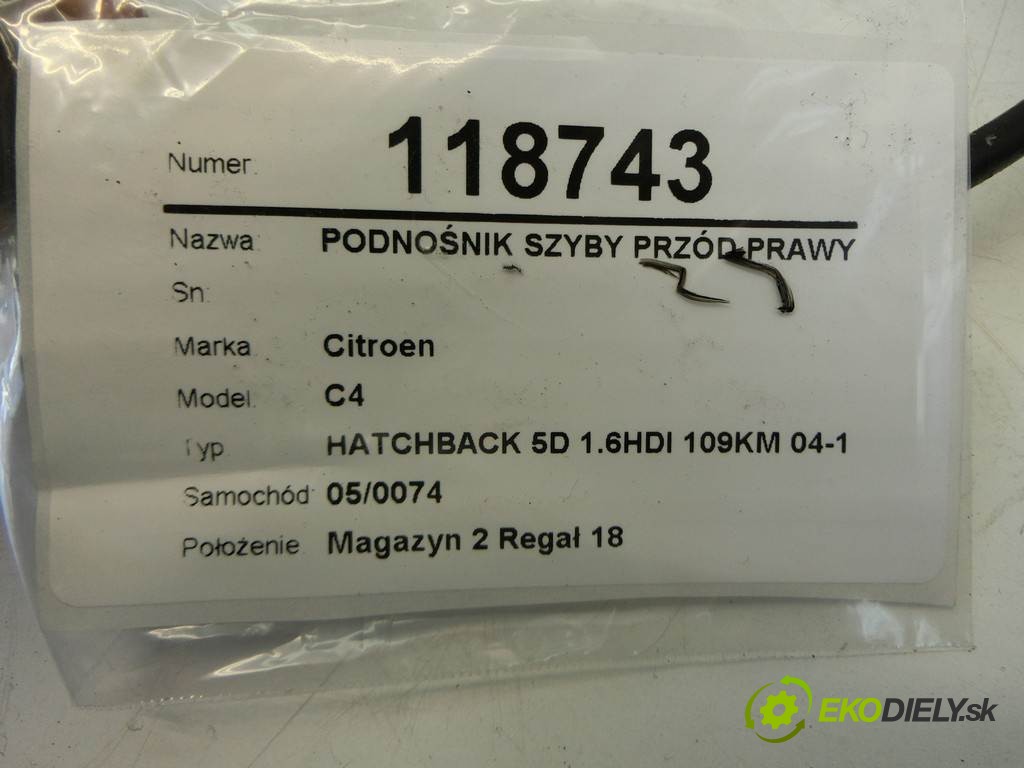 Numer: 118743
Nazwa: PODNOŚNIK SZYBY PRZÓD PRAWY
Sn:
Marka: Citroen
Model: C4
Typ HATCHBACK 5D 1.6HDI 109KM 04-1
Samochód: 05/0074
Położenie: Magazyn 2 Regał 18
EKODIELY.sk